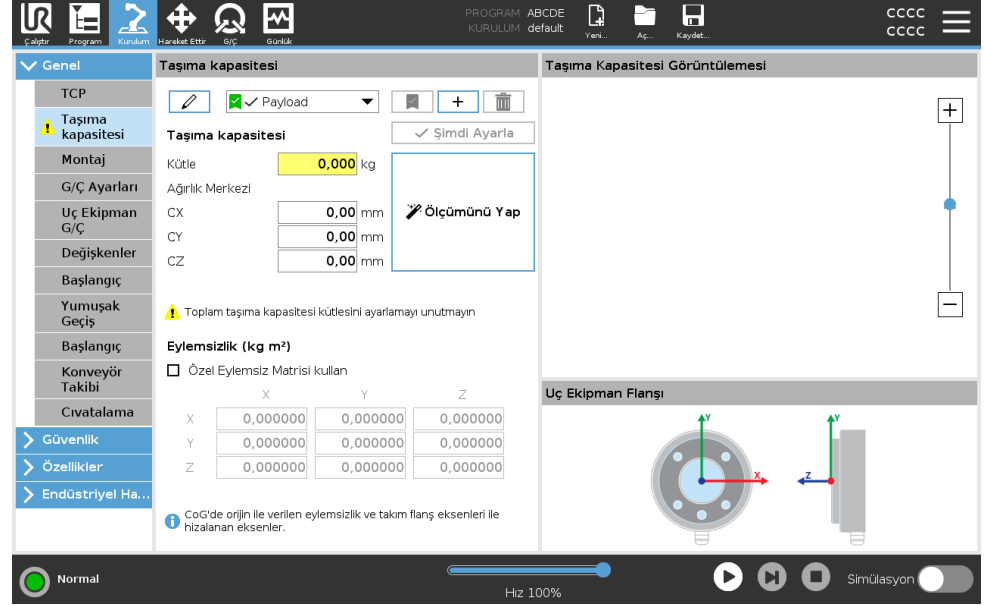 UR
PROGRAM ABCDE
KURULUM default
CCCC
CCCC
Çalıştır Program Kurulum Hareket Ettir G/Ç Günlük Yeni... Aç... Kaydet...
Genel
TCP
Taşıma
kapasitesi
Montaj
G/Ç Ayarları
Uç Ekipman
G/Ç
Değişkenler
Başlangıç
Yumuşak
Geçiş
Başlangıç
Konveyör
Takibi
Cıvatalama
Güvenlik
Özellikler
Endüstriyel Ha...
Taşıma kapasitesi
Payload
Taşıma kapasitesi
Şimdi Ayarla
Kütle 0,000 kg
Ağırlık Merkezi
CX 0,00 mm
CY 0,00 mm
CZ 0,00 mm
Ölçümünü Yap
Toplam taşıma kapasitesi kütlesini ayarlamayı unutmayın
Eylemsizlik (kg m²)
Özel Eylemsiz Matrisi kullan
X Y Z
X 0,000000 0,000000 0,000000
Y 0,000000 0,000000 0,000000
Z 0,000000 0,000000 0,000000
CoG'de orijin ile verilen eylemsizlik ve takım flanş eksenleri ile
hizalanan eksenler.
Taşıma Kapasitesi Görüntülemesi
Uç Ekipman Flanşı
Y
X
Y
Z
Normal
Hız 100%
Simülasyon